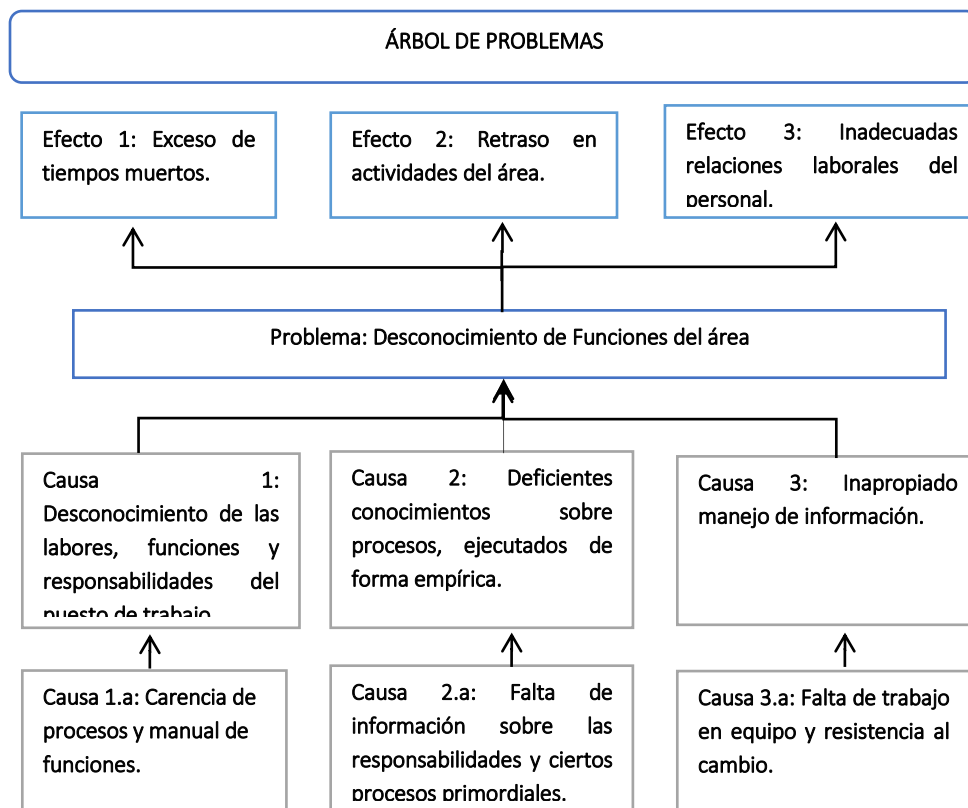 ÁRBOL DE PROBLEMAS
Efecto 1: Exceso de
tiempos muertos.
Efecto 2: Retraso en
actividades del área.
Efecto 3: Inadecuadas
relaciones laborales del
personal.
Problema: Desconocimiento de Funciones del área
Causa 1:
Desconocimiento de las
labores, funciones y
responsabilidades del
puesto de trabajo
Causa 2: Deficientes
conocimientos sobre
procesos, ejecutados de
forma empírica.
Causa 3: Inapropiado
manejo de información.
Causa 1.a: Carencia de
procesos y manual de
funciones.
Causa 2.a: Falta de
información sobre las
responsabilidades y ciertos
procesos primordiales.
Causa 3.a: Falta de trabajo
en equipo y resistencia al
cambio.